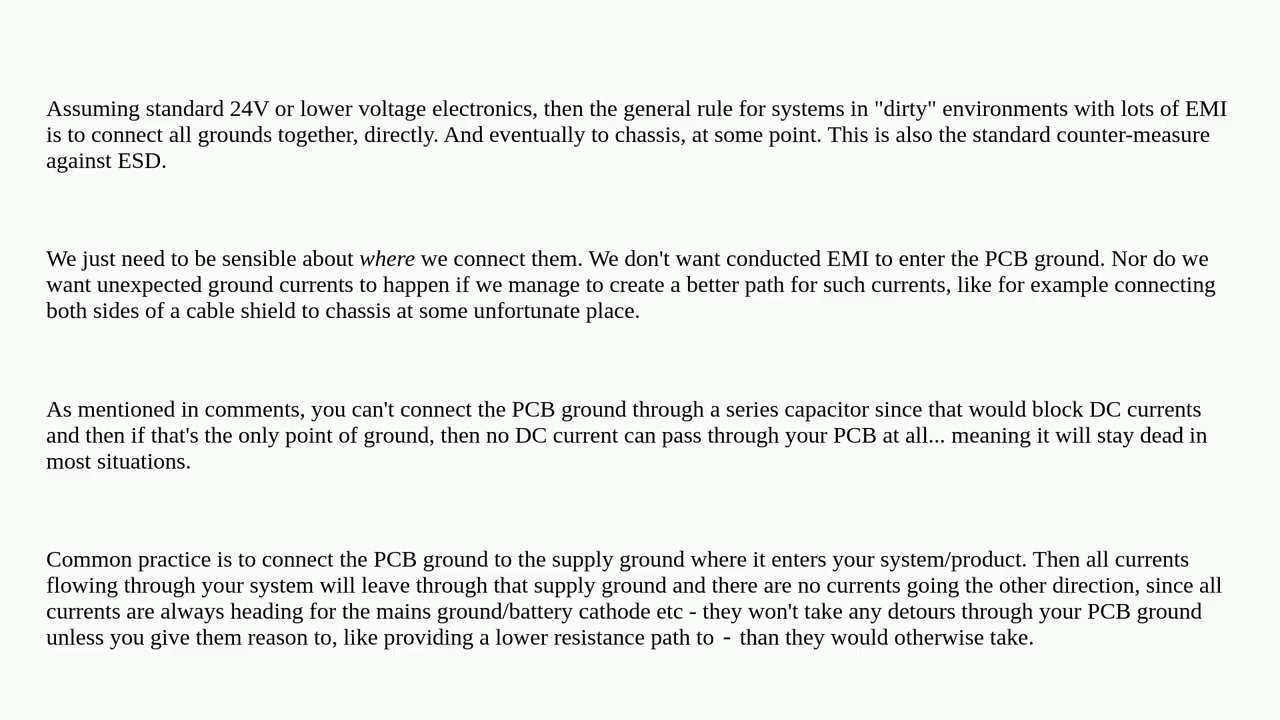 Assuming standard 24V or lower voltage electronics, then the general rule for systems in "dirty" environments with lots of EMI
is to connect all grounds together, directly. And eventually to chassis, at some point. This is also the standard counter-measure
against ESD.
We just need to be sensible about where we connect them. We don't want conducted EMI to enter the PCB ground. Nor do we
want unexpected ground currents to happen if we manage to create a better path for such currents, like for example connecting
both sides of a cable shield to chassis at some unfortunate place.
As mentioned in comments, you can't connect the PCB ground through a series capacitor since that would block DC currents
and then if that's the only point of ground, then no DC current can pass through your PCB at all... meaning it will stay dead in
most situations.
Common practice is to connect the PCB ground to the supply ground where it enters your system/product. Then all currents
flowing through your system will leave through that supply ground and there are no currents going the other direction, since all
currents are always heading for the mains ground/battery cathode etc - they won't take any detours through your PCB ground
unless you give them reason to, like providing a lower resistance path to - than they would otherwise take.